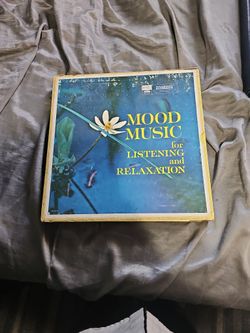 MOOD
MUSIC
for
LISTENING
and
RELAXATION